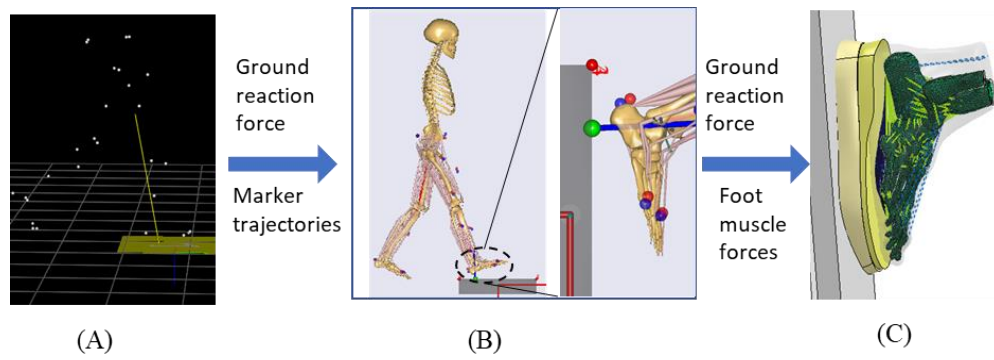 Ground
reaction
force
Marker
trajectories
Ground
reaction
force
Foot
muscle
forces
(A)
(B)
(C)